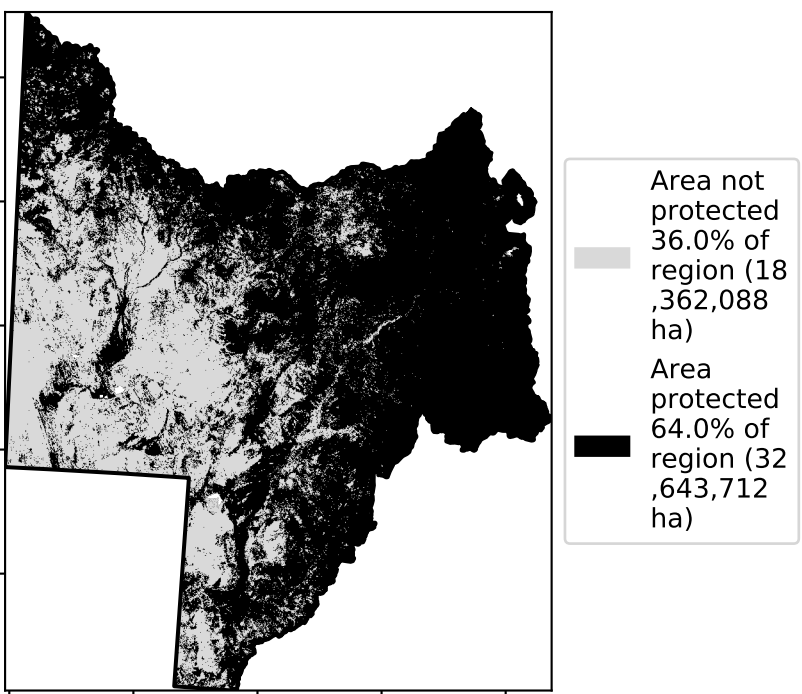 Area not
protected
36.0% of
region (18
,362,088
ha)
Area
protected
64.0% of
region (32
,643,712
ha)